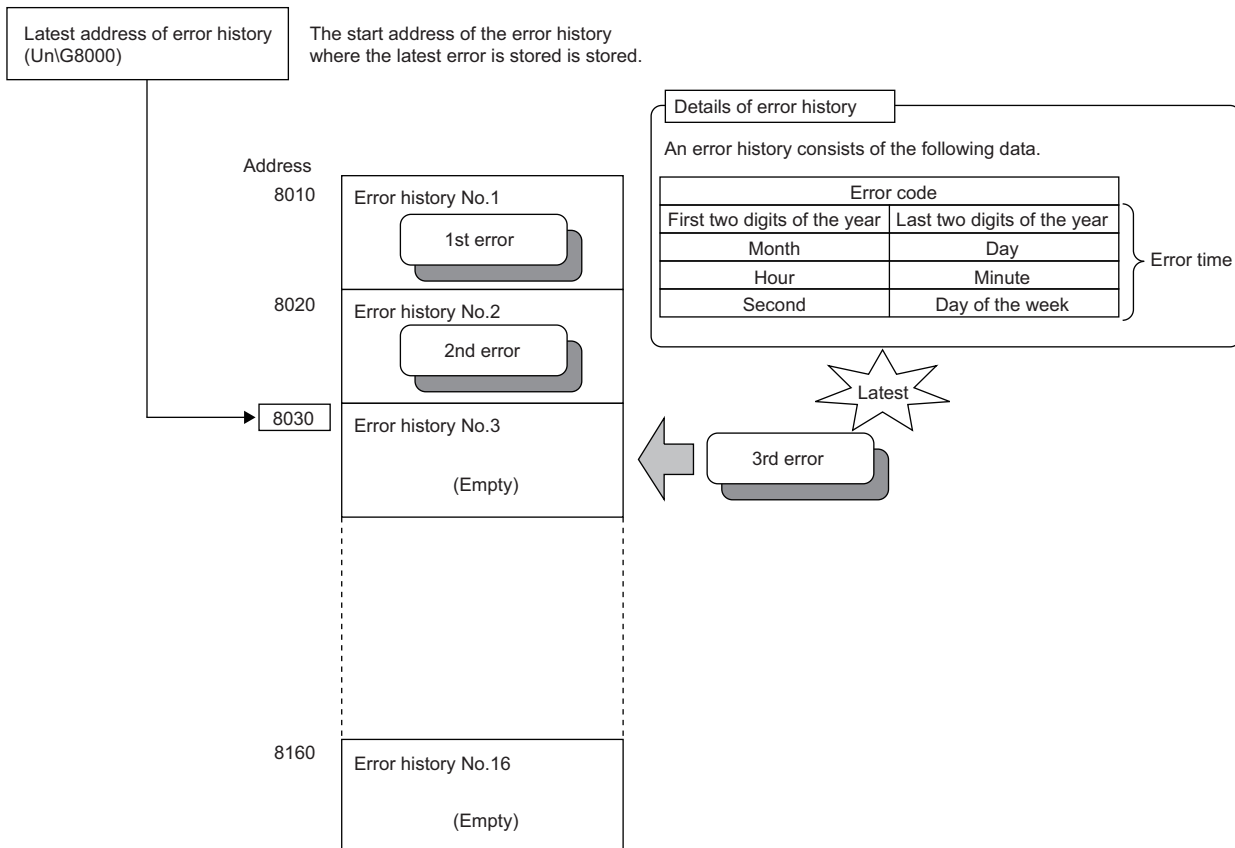 Latest address of error history
(Un\G8000)
The start address of the error history
where the latest error is stored is stored.
Details of error history
An error history consists of the following data.
Error code
First two digits of the year Last two digits of the year
Month Day
Hour Minute
Second Day of the week
Error time
Address
8010
Error history No.1
1st error
8020
Error history No.2
2nd error
Latest
8030
Error history No.3
(Empty)
3rd error
8160
Error history No.16
(Empty)